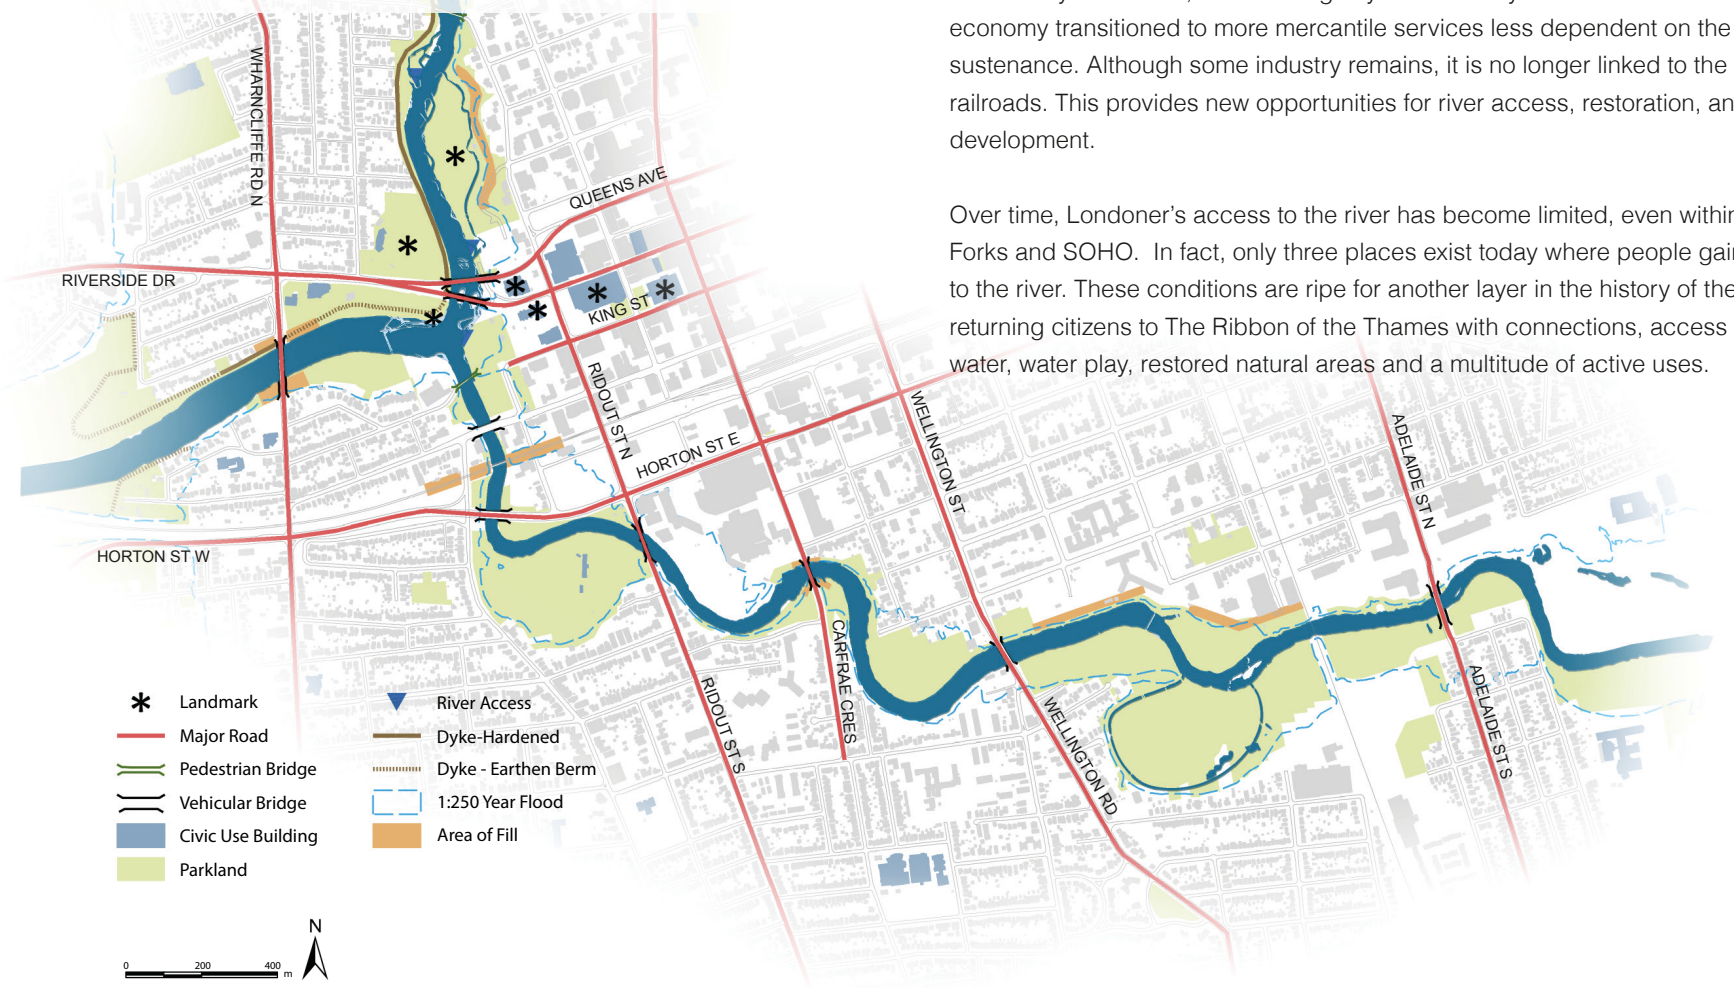 economy transitioned to more mercantile services less dependent on the
sustenance. Although some industry remains, it is no longer linked to the
railroads. This provides new opportunities for river access, restoration, an
development.
Over time, Londoner’s access to the river has become limited, even within
Forks and SOHO.  In fact, only three places exist today where people gai
to the river. These conditions are ripe for another layer in the history of the
returning citizens to The Ribbon of the Thames with connections, access
water, water play, restored natural areas and a multitude of active uses.
WHARNCLIFFE RD N
QUEENS AVE
RIVERSIDE DR
KING ST
RIDOUT ST N
HORTON ST E
WELLINGTON ST
ADELAIDE ST N
HORTON ST W
CARFRAE CRES
RIDOUT ST S
WELLINGTON RD
ADELAIDE ST S
Landmark
Major Road
Pedestrian Bridge
Vehicular Bridge
Civic Use Building
Parkland
River Access
Dyke-Hardened
Dyke - Earthen Berm
1:250 Year Flood
Area of Fill
N
0 200 400 m